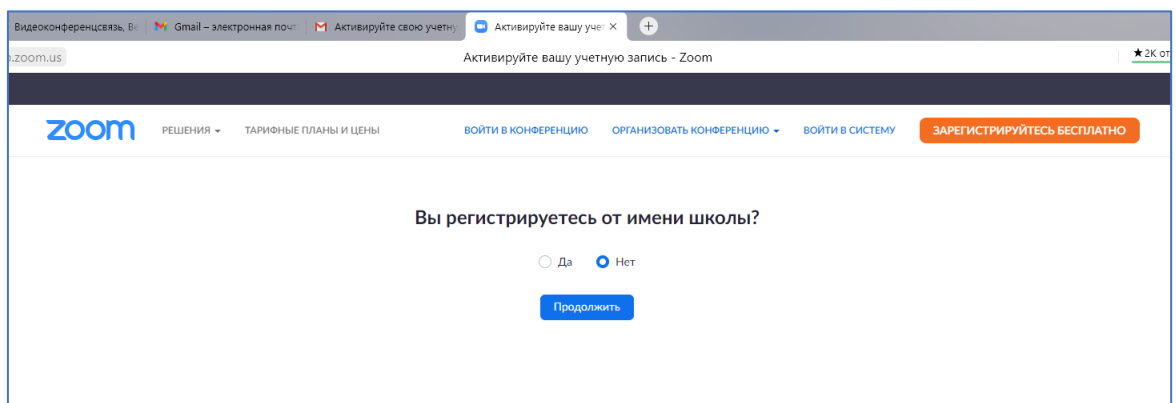 Видеоконференцсвязь, Ве Gmail – электронная почт Активируйте свою учетну Активируйте вашу учет
.zoom.us Активируйте вашу учетную запись - Zoom ★ 2К от
zoom РЕШЕНИЯ ТАРИФНЫЕ ПЛАНЫ И ЦЕНЫ ВОЙТИ В КОНФЕРЕНЦИЮ ОРГАНИЗОВАТЬ КОНФЕРЕНЦИЮ ВОЙТИ В СИСТЕМУ ЗАРЕГИСТРИРУЙТЕСЬ БЕСПЛАТНО
Вы регистрируетесь от имени школы?
Да Нет
Продолжить